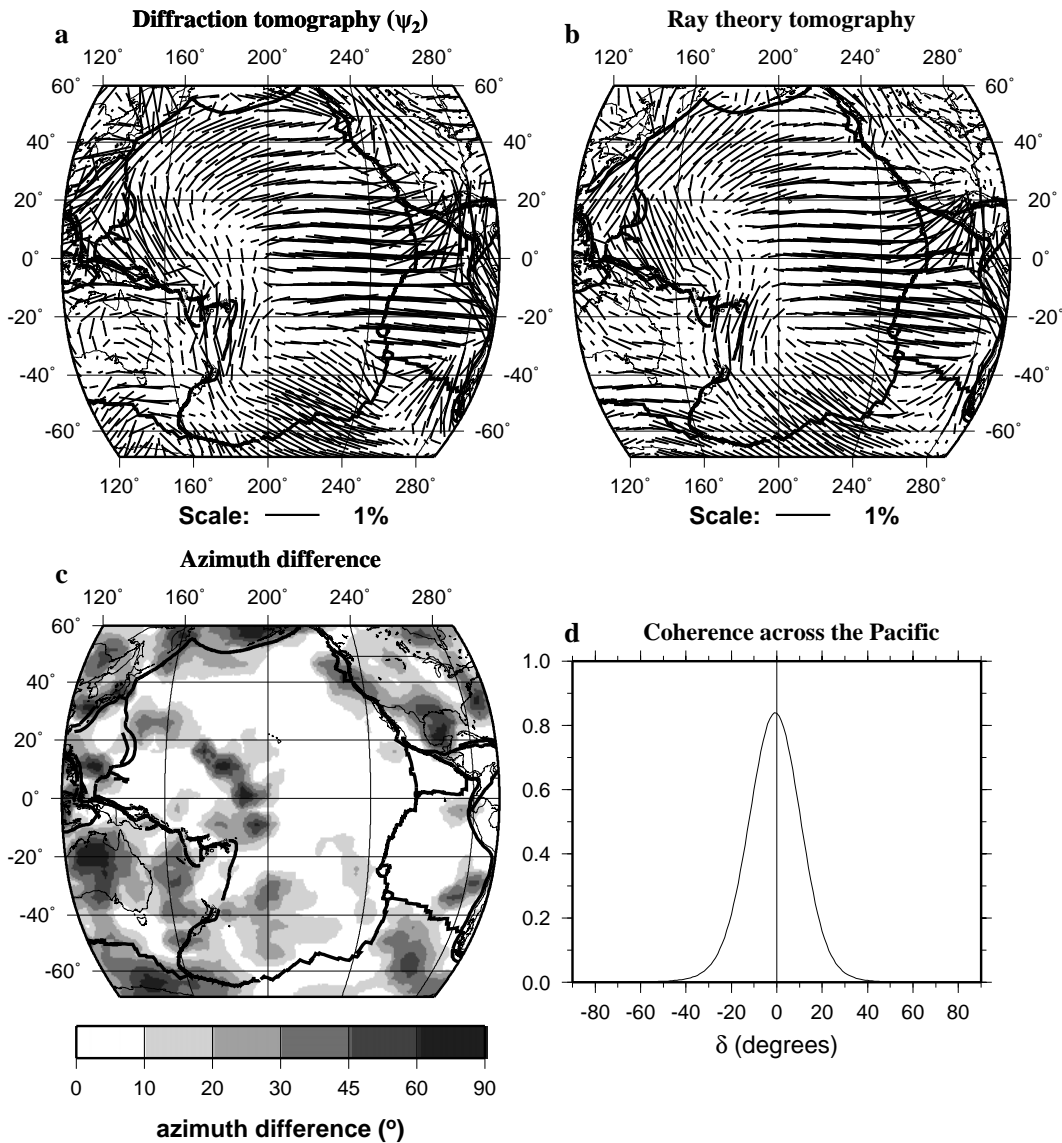 a Diffraction tomography (ψ2)
120˚ 160˚ 200˚ 240˚ 280˚
60˚
40˚ 40˚
20˚ 20˚
0˚ 0˚
-20˚ -20˚
-40˚ -40˚
-60˚ -60˚
120˚ 160˚ 200˚ 240˚ 280˚
Scale: 1%
b Ray theory tomography
120˚ 160˚ 200˚ 240˚ 280˚
60˚
40˚ 40˚
20˚ 20˚
0˚ 0˚
-20˚ -20˚
-40˚ -40˚
-60˚ -60˚
120˚ 160˚ 200˚ 240˚ 280˚
Scale: 1%
c Azimuth difference
120˚ 160˚ 200˚ 240˚ 280˚
60˚
40˚ 40˚
20˚ 20˚
0˚ 0˚
-20˚ -20˚
-40˚ -40˚
-60˚ -60˚
0 10 20 30 45 60 90
azimuth difference (o)
d Coherence across the Pacific
1.0
0.8
0.6
0.4
0.2
0.0
-80 -60 -40 -20 0 20 40 60 80
δ (degrees)